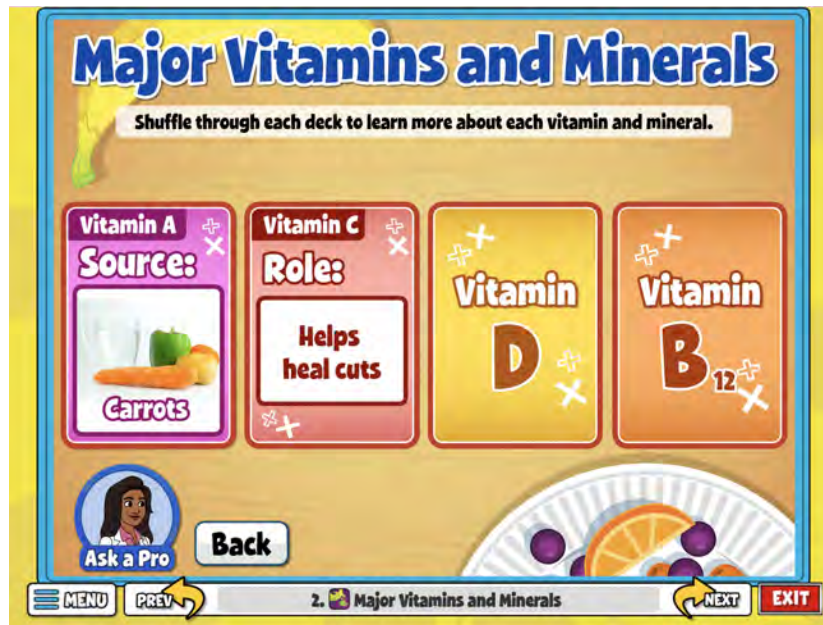 Major Vitamins and Minerals
Shuffle through each deck to learn more about each vitamin and mineral.
Vitamin A
Source:
Carrots
Vitamin C
Role:
Helps
heal cuts
Vitamin
D
Vitamin
B12
Ask a Pro
Back
MENU
PREV
2. Major Vitamins and Minerals
NEXT
EXIT